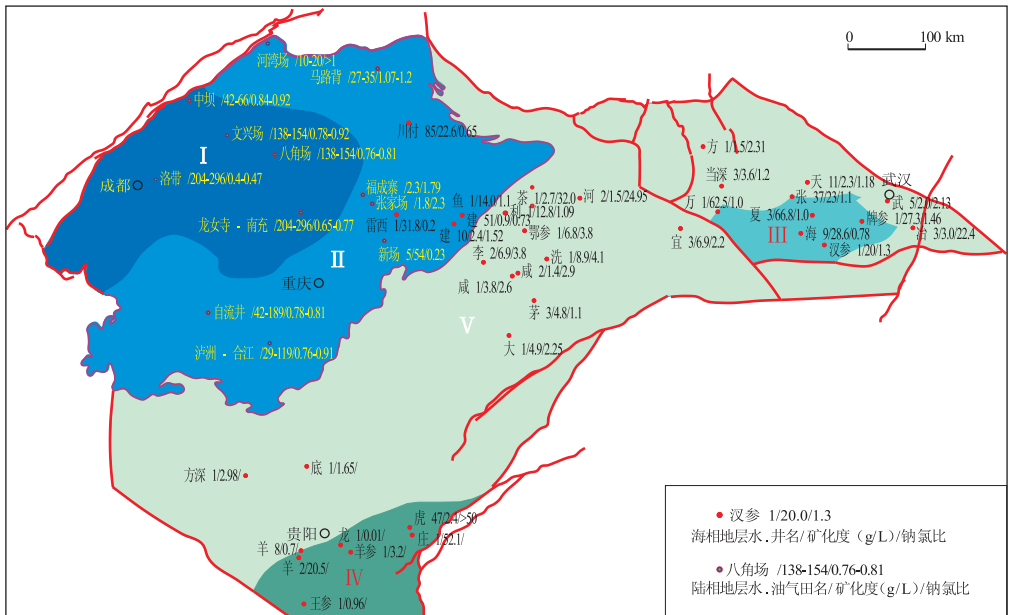 0 100 km
河湾场 /10-20/>1
马路背 /27-35/1.07-1.2
中坝 /42-66/0.84-0.92
川付 85/22.6/0.65
文兴场 /138-154/0.78-0.92
方 1/1.5/2.31
I
八角场 /138-154/0.76-0.81
成都
洛带 /204-296/0.4-0.47
当深 3/3.6/1.2
天 11/2.3/1.18
武汉
福成寨 /2.3/1.79
张家场 /1.8/2.3
鱼 1/14.0/1.1
茶 1/2.7/32.0
河 2/1.5/24.95
张 37/23/1.1
武 5/2.0/2.13
万 1/62.5/1.0
利 1/12.8/1.09
龙女寺 - 南充 /204-296/0.65-0.77
雷西 1/31.8/0.2
建 51/0.9/0.73
夏 3/66.8/1.0
牌参 1/27.3/1.46
建 10/2.4/1.52
鄂参 1/6.8/3.8
宜 3/6.9/2.2
III
海 9/28.6/0.78
冶 3/3.0/22.4
II
新场 5/54/0.23
李 2/6.9/3.8
洗 1/8.9/4.1
汉参 1/20/1.3
重庆
咸 2/1.4/2.9
咸 1/3.8/2.6
自流井 /42-189/0.78-0.81
茅 3/4.8/1.1
V
泸洲 - 合江 /29-119/0.76-0.91
大 1/4.9/2.25
方深 1/2.98/
底 1/1.65/
虎 47/2.4/>50
贵阳
龙 1/0.01/
庄 1/52.1/
羊 8/0.7/
羊参 1/3.2/
羊 2/20.5/
IV
王参 1/0.96/
汉参 1/20.0/1.3
海相地层水.井名/矿化度 (g/L)/钠氯比
八角场 /138-154/0.76-0.81
陆相地层水.油气田名/矿化度(g/L)/钠氯比